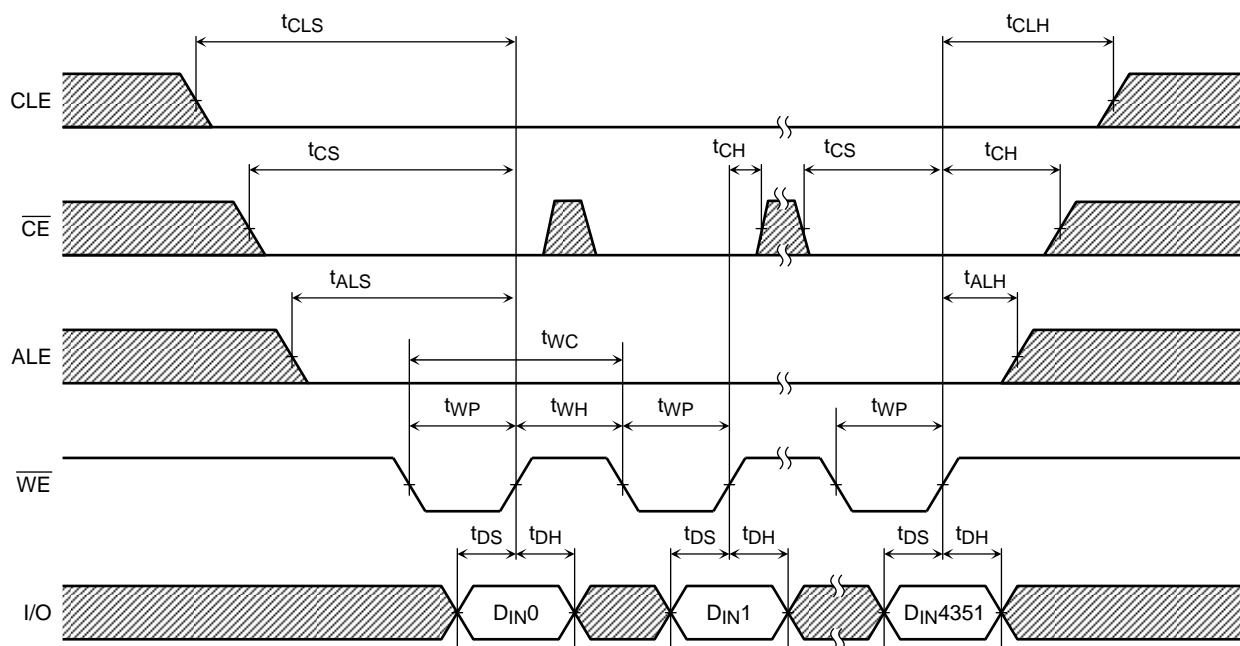 tCLS
tCLH
CLE
tCS
tCH
tCS
tCH
CE
tALS
tALH
tWC
ALE
tWP
tWH
tWP
tWP
WE
tDS
tDH
tDS
tDH
tDS
tDH
I/O
DIN0
DIN1
DIN4351